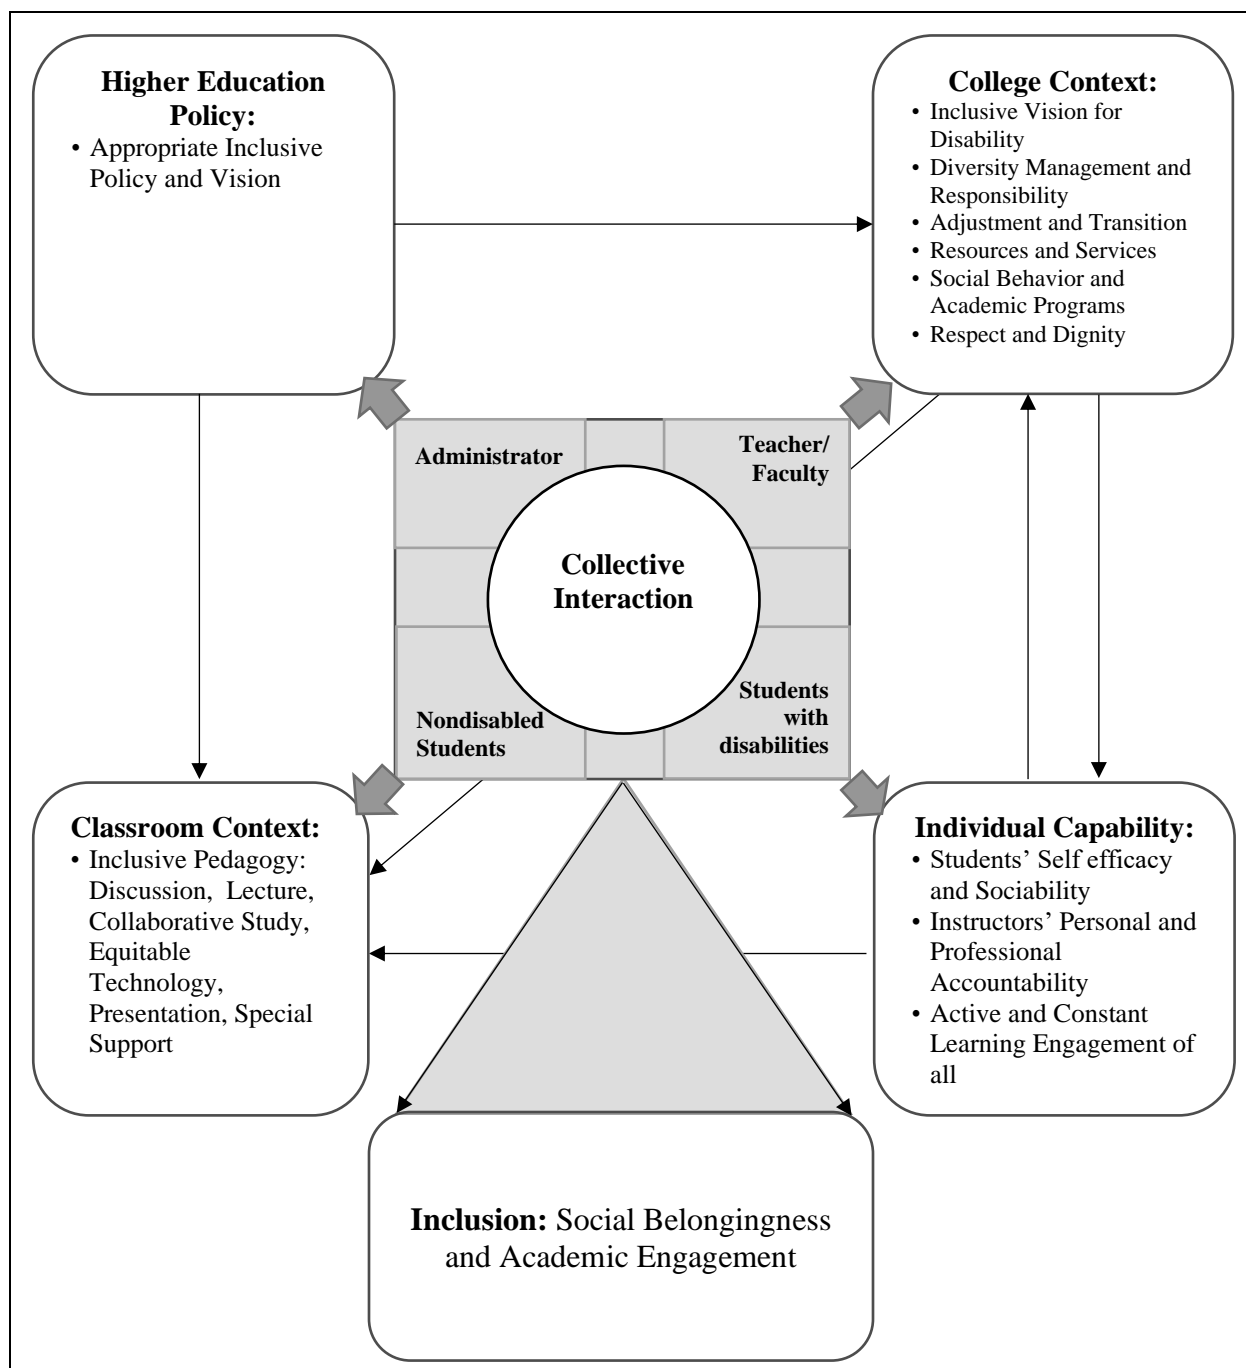 Higher Education
Policy:
• Appropriate Inclusive
Policy and Vision
College Context:
• Inclusive Vision for
Disability
• Diversity Management and
Responsibility
• Adjustment and Transition
• Resources and Services
• Social Behavior and
Academic Programs
• Respect and Dignity
Administrator
Teacher/
Faculty
Collective
Interaction
Nondisabled
Students
Students
with
disabilities
Classroom Context:
• Inclusive Pedagogy:
Discussion,  Lecture,
Collaborative Study,
Equitable
Technology,
Presentation, Special
Support
Individual Capability:
• Students’ Self efficacy
and Sociability
• Instructors’ Personal and
Professional
Accountability
• Active and Constant
Learning Engagement of
all
Inclusion: Social Belongingness
and Academic Engagement